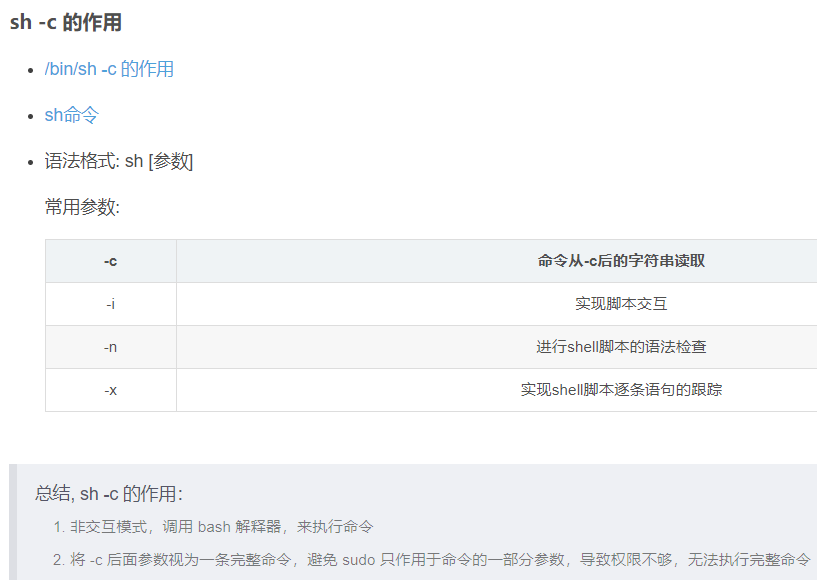 sh -c 的作用
/bin/sh -c 的作用
sh命令
语法格式: sh [参数]
常用参数:
-c 命令从-c后的字符串读取
-i 实现脚本交互
-n 进行shell脚本的语法检查
-x 实现shell脚本逐条语句的跟踪
总结, sh -c 的作用：
1. 非交互模式，调用 bash 解释器，来执行命令
2. 将 -c 后面参数视为一条完整命令，避免 sudo 只作用于命令的一部分参数，导致权限不够，无法执行完整命令